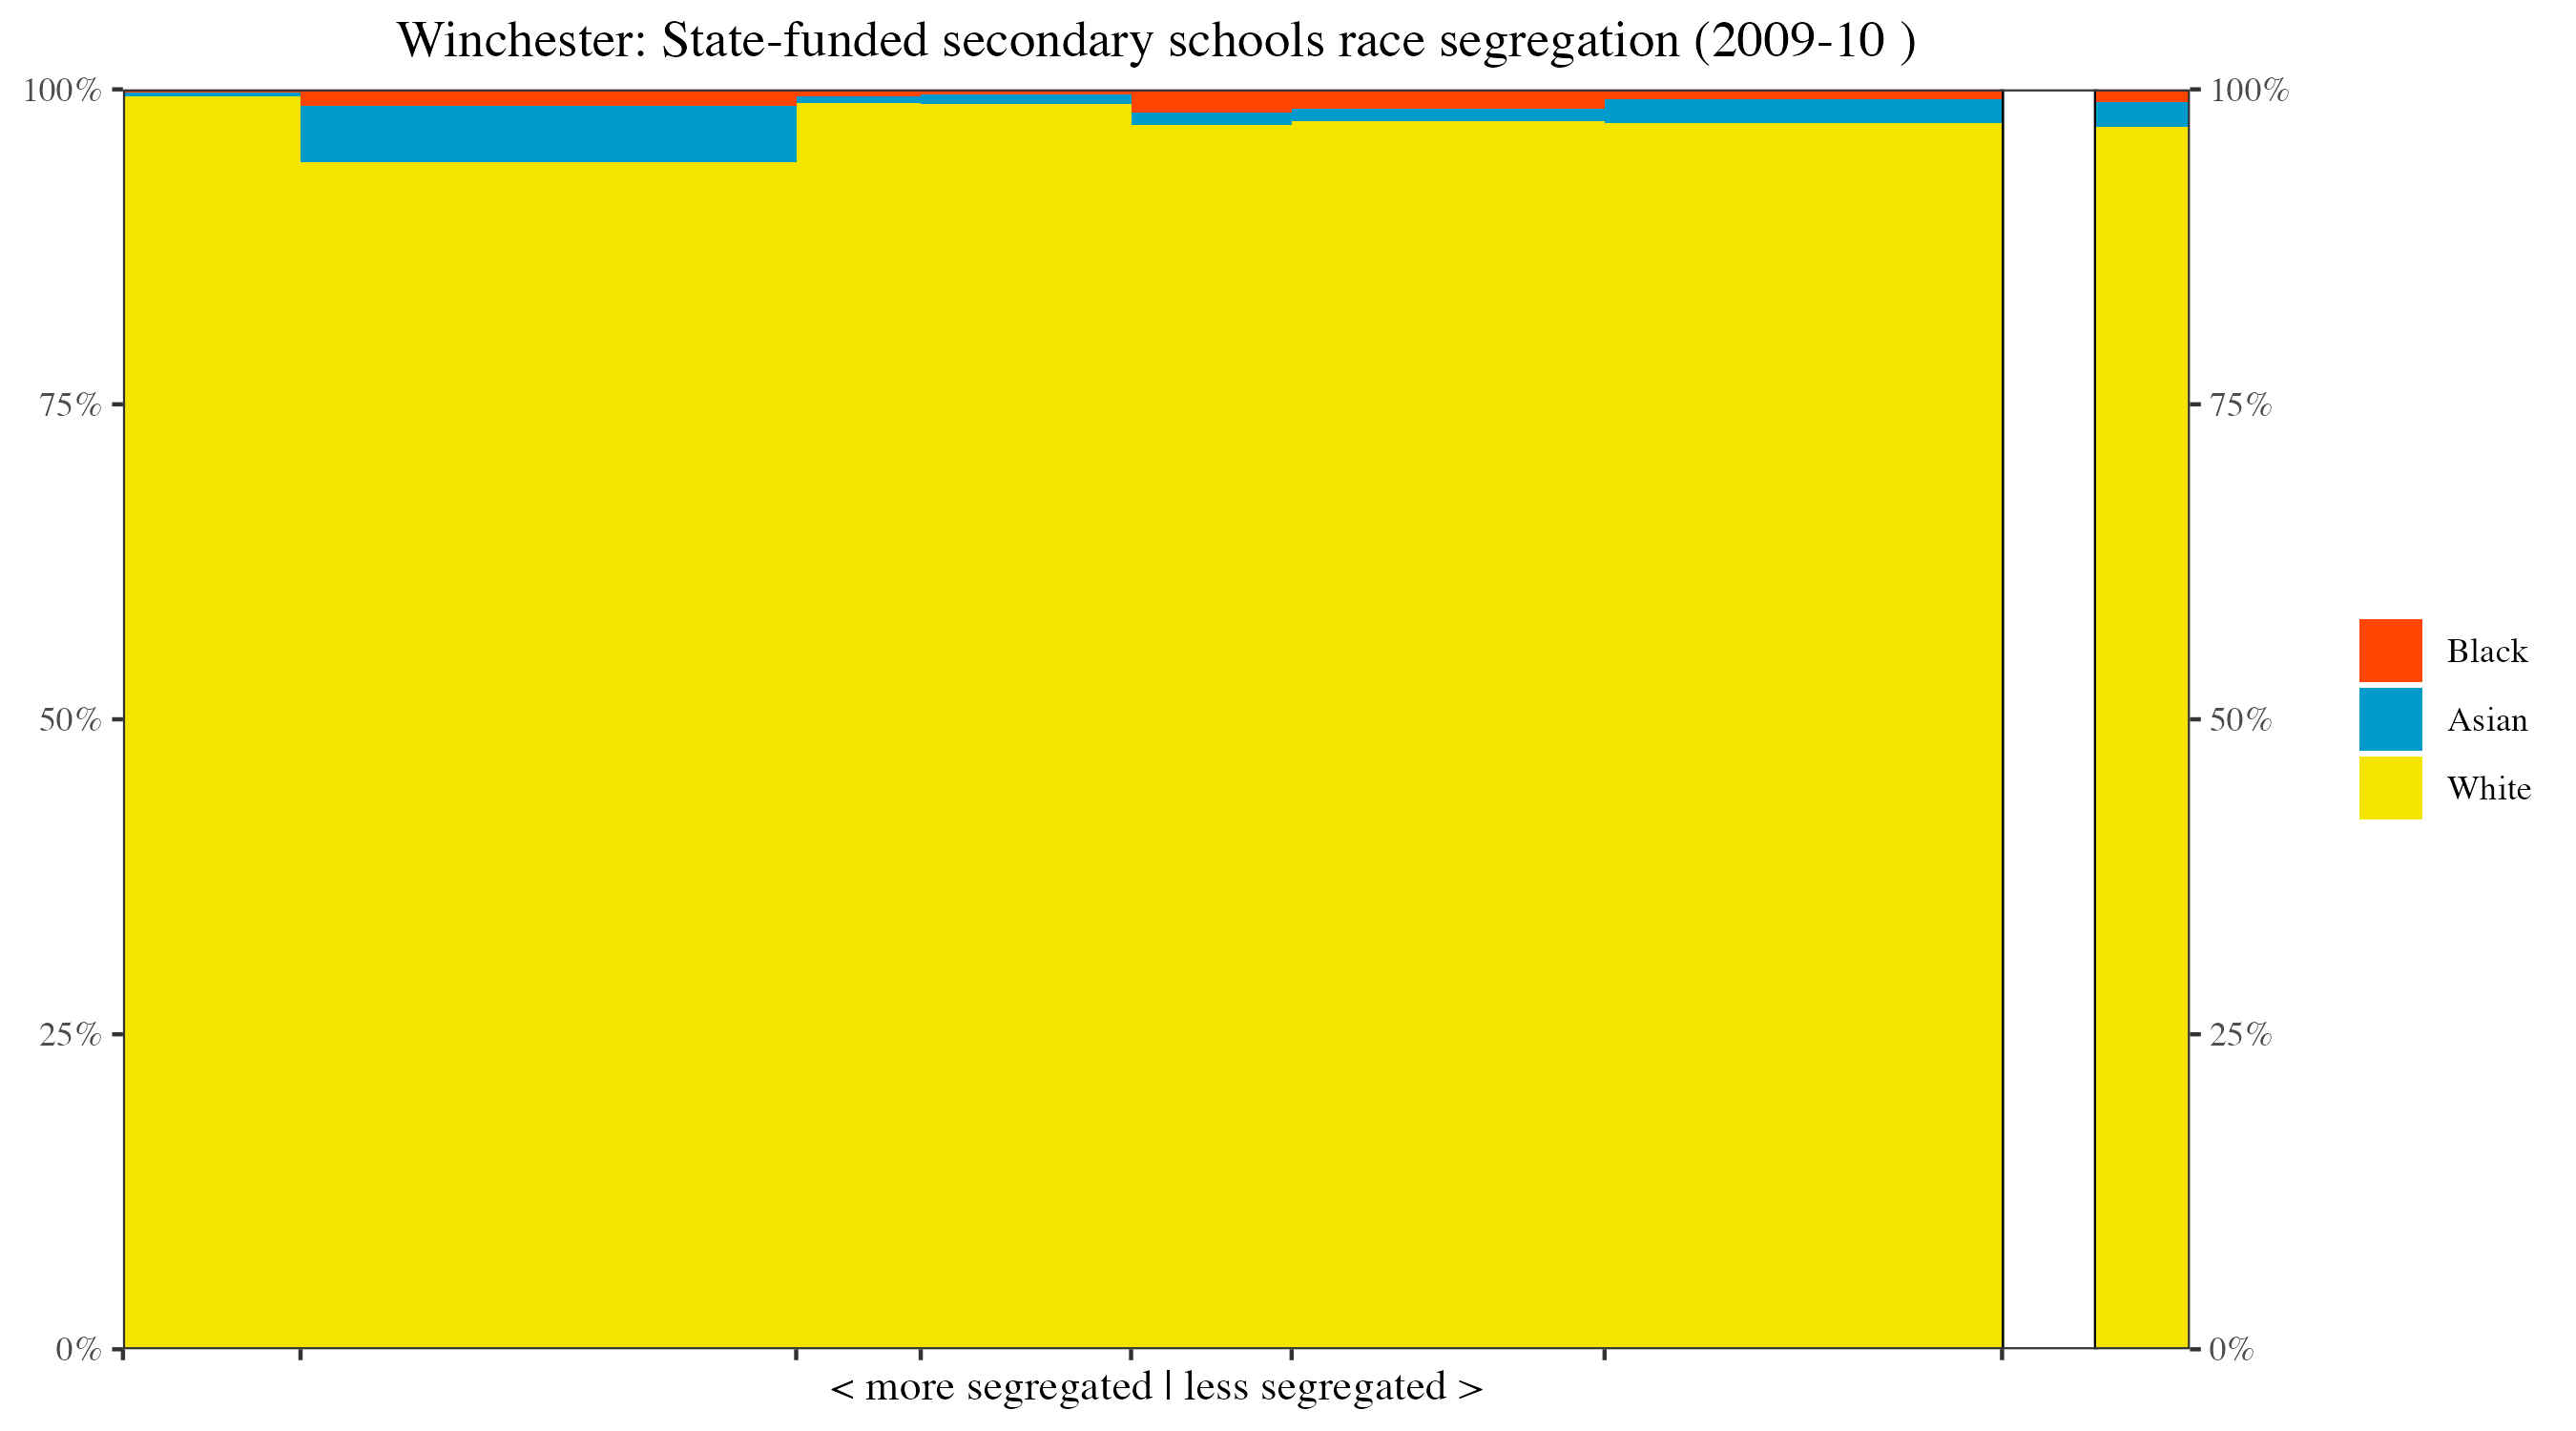 Winchester: State-funded secondary schools race segregation (2009-10 )
100%
75%
50%
25%
0%
100%
75%
50%
25%
0%
Black
Asian
White
< more segregated | less segregated >